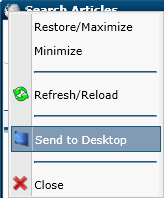 Search Articles
Restore/Maximize
Minimize
Refresh/Reload
Send to Desktop
Close